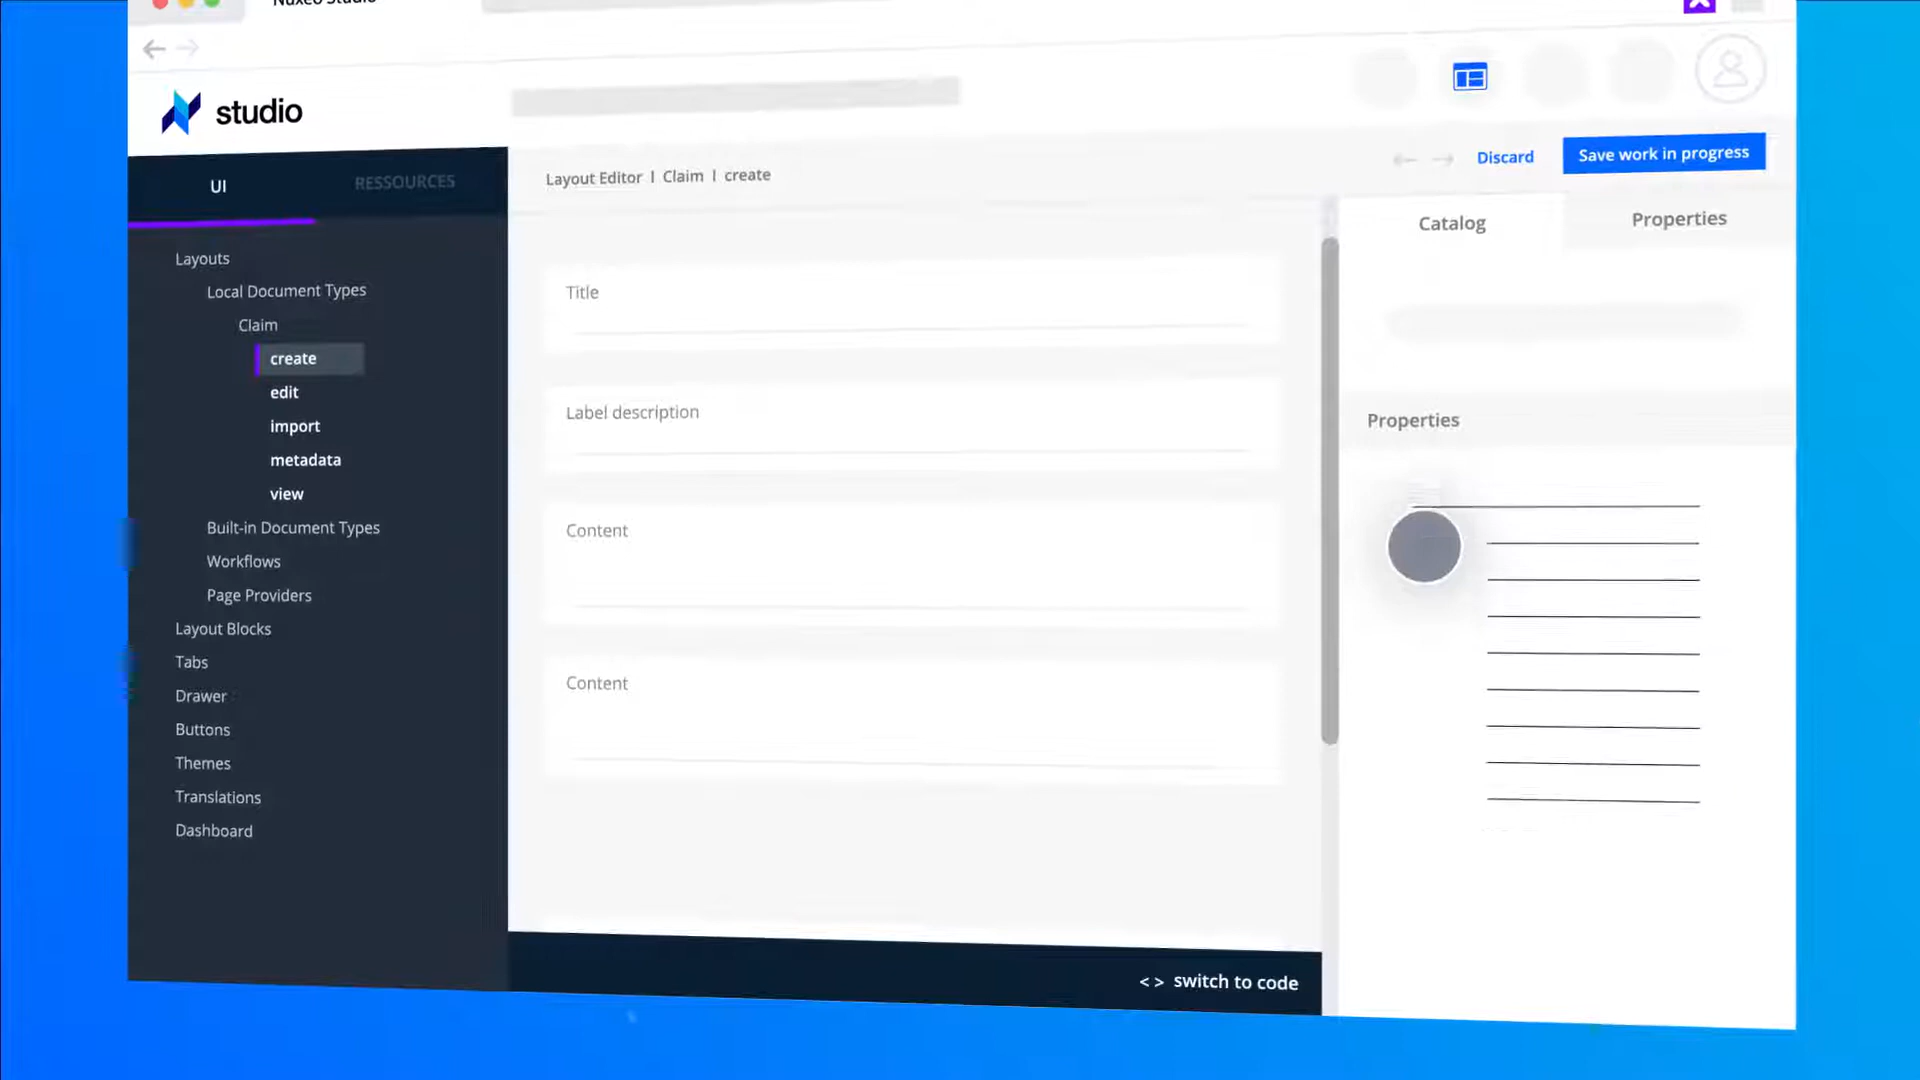 Nuxeo Studio
studio
UI
RESSOURCES
Layout Editor | Claim | create
Discard
Save work in progress
Catalog
Properties
Layouts
Local Document Types
Claim
create
edit
import
metadata
view
Built-in Document Types
Workflows
Page Providers
Layout Blocks
Tabs
Drawer
Buttons
Themes
Translations
Dashboard
Title
Label description
Content
Content
Properties
< > switch to code